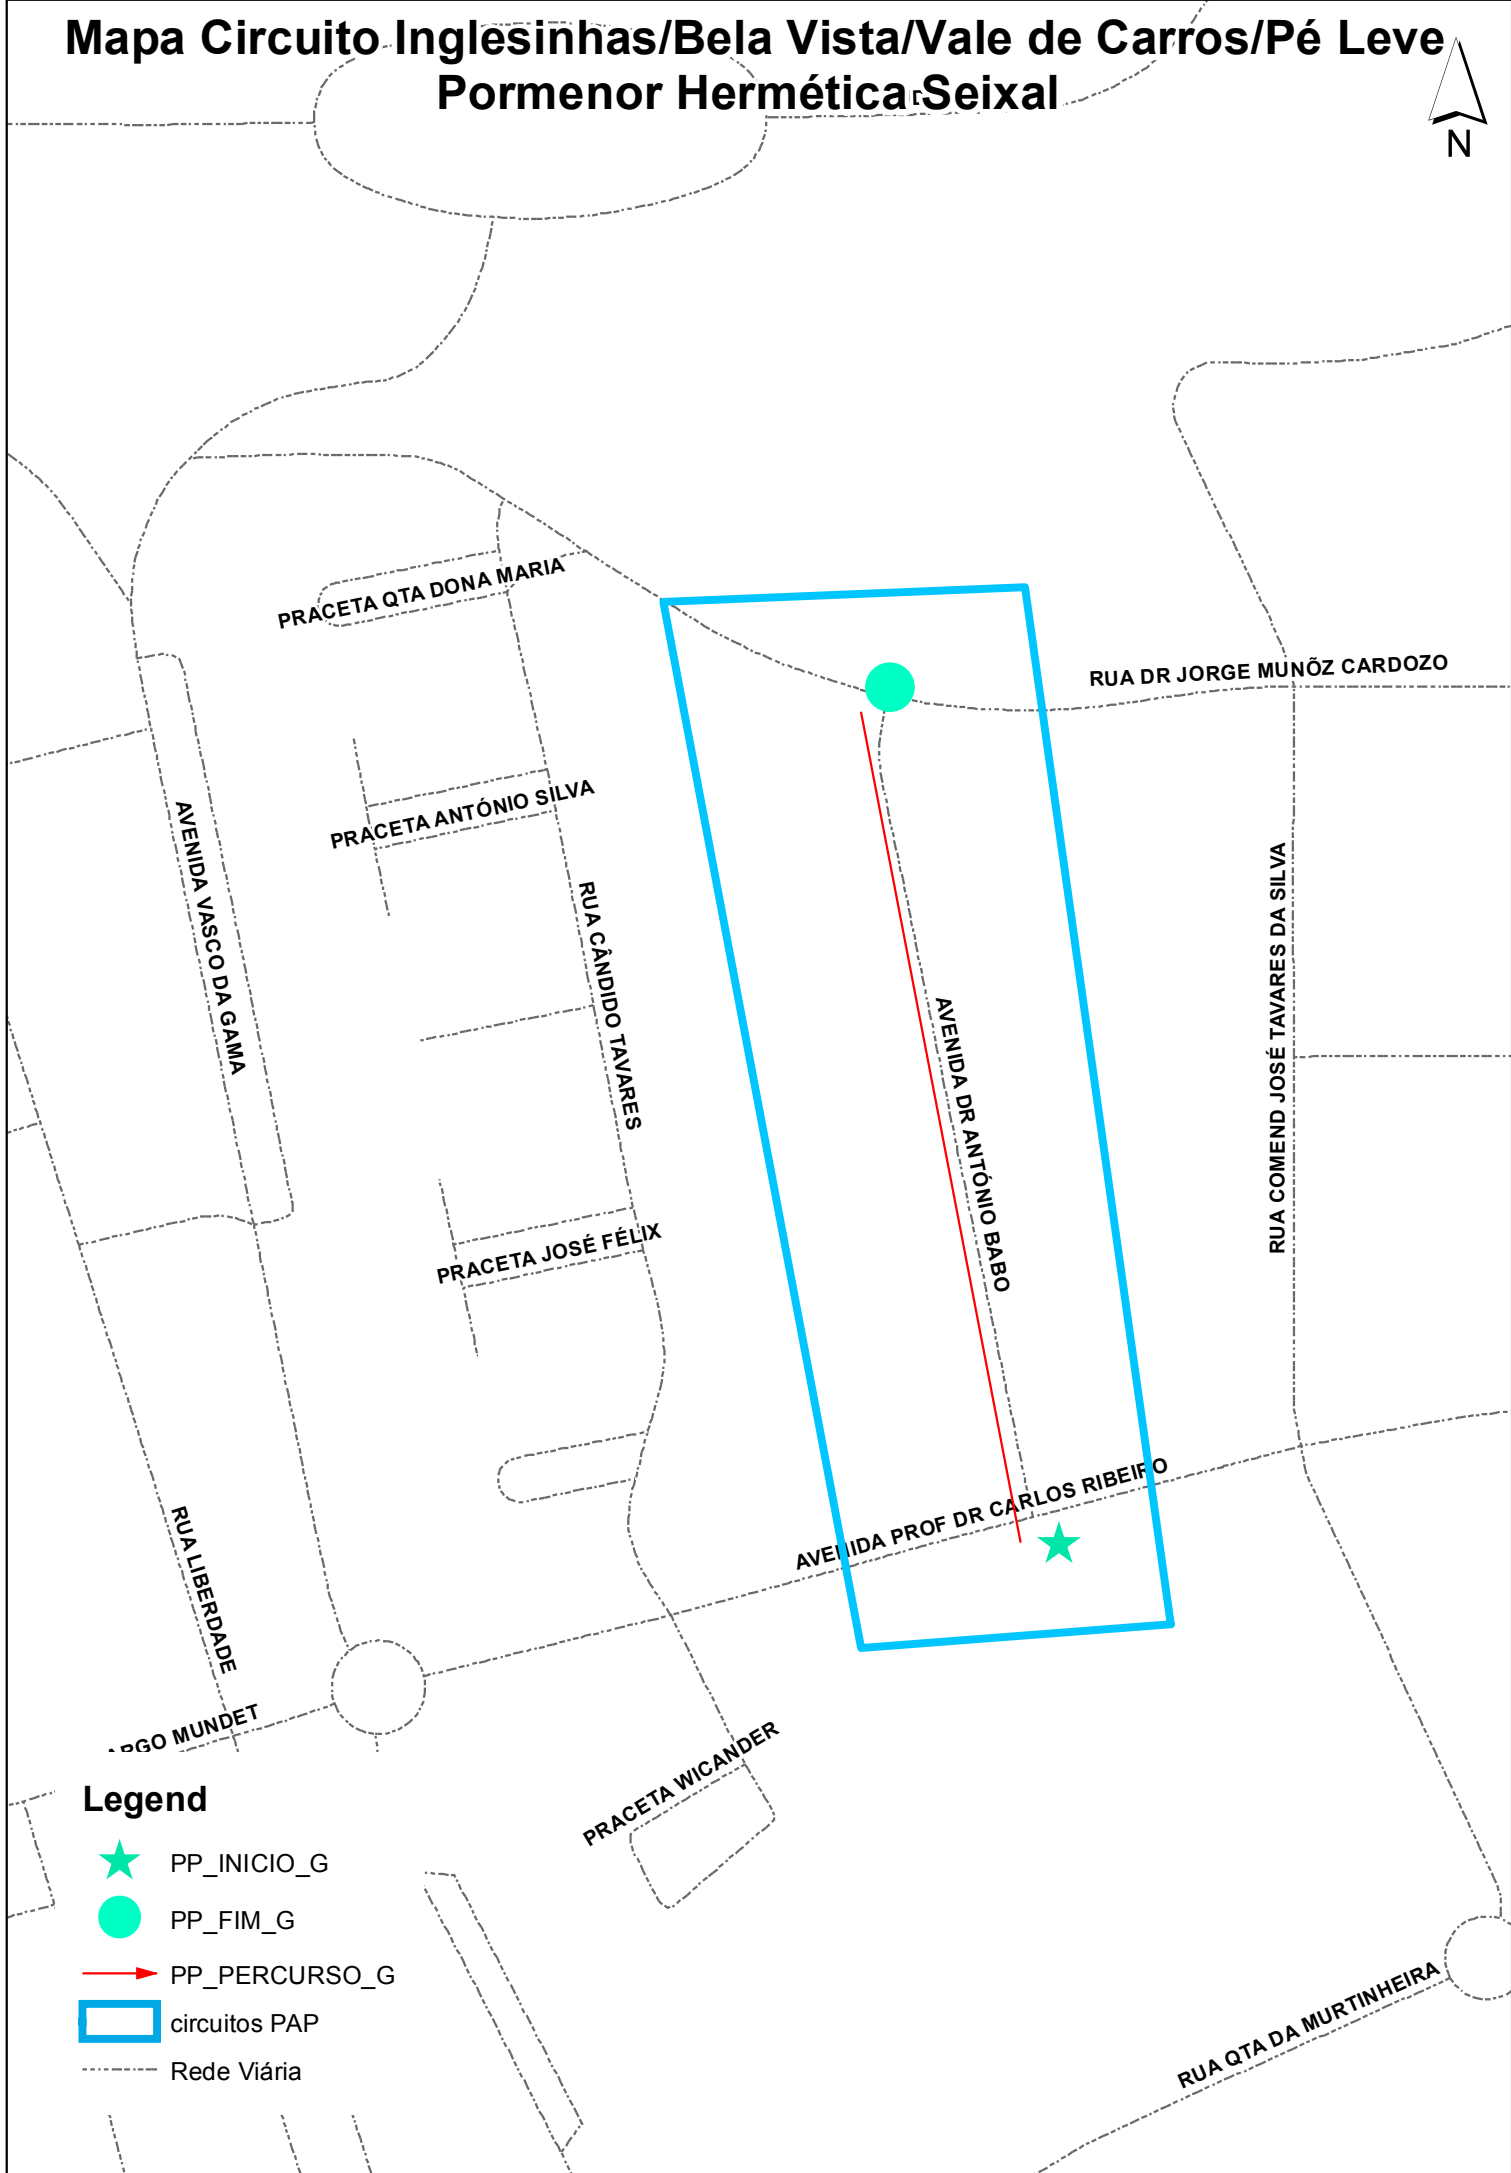 Mapa Circuito Inglesinhas/Bela Vista/Vale de Carros/Pé Leve
Pormenor Hermética Seixal
N
PRACETA QTA DONA MARIA
RUA DR JORGE MUNÕZ CARDOZO
PRACETA ANTÓNIO SILVA
AVENIDA VASCO DA GAMA
RUA CÂNDIDO TAVARES
RUA COMEND JOSÉ TAVARES DA SILVA
AVENIDA DR ANTÓNIO BABO
PRACETA JOSÉ FÉLIX
AVENIDA PROF DR CARLOS RIBEIRO
RUA LIBERDADE
ARGO MUNDET
PRACETA WICANDER
RUA QTA DA MURTINHEIRA
Legend
PP_INICIO_G
PP_FIM_G
PP_PERCURSO_G
circuitos PAP
Rede Viária